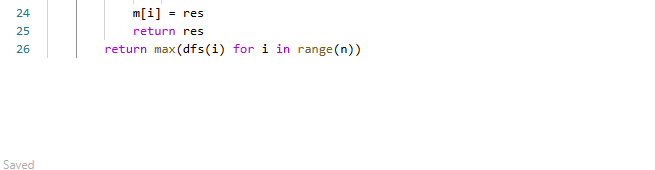 24 m[i] = res
25 return res
26 return max(dfs(i) for i in range(n))
Saved